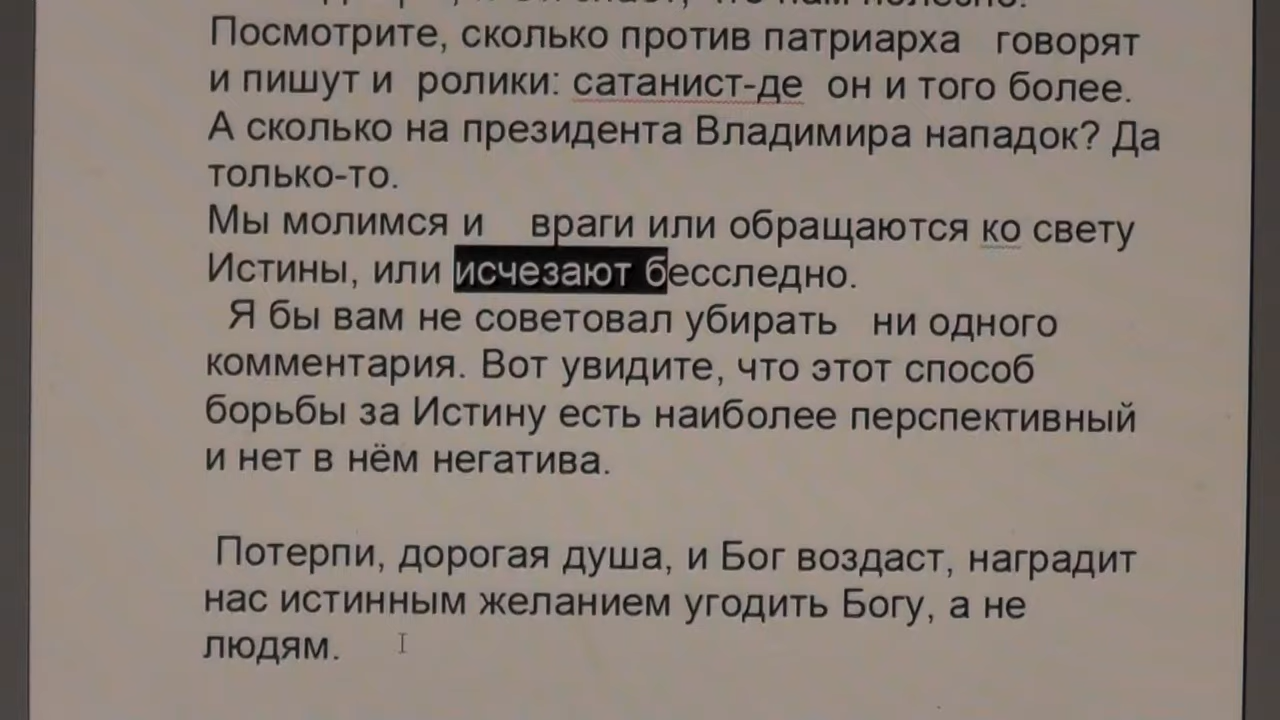 Посмотрите, сколько против патриарха говорят
и пишут и ролики: сатанист-де он и того более.
А сколько на президента Владимира нападок? Да
только-то.
Мы молимся и враги или обращаются ко свету
Истины, или исчезают бесследно.
Я бы вам не советовал убирать ни одного
комментария. Вот увидите, что этот способ
борьбы за Истину есть наиболее перспективный
и нет в нём негатива.
Потерпи, дорогая душа, и Бог воздаст, наградит
нас истинным желанием угодить Богу, а не
людям.